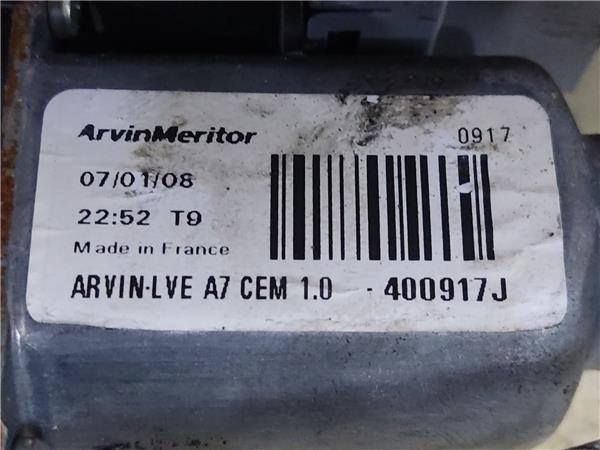 ArvinMeritor 0917
07/01/08
22:52 T9
Made in France
ARVIN-LVE A7 CEM 1.0 - 400917J